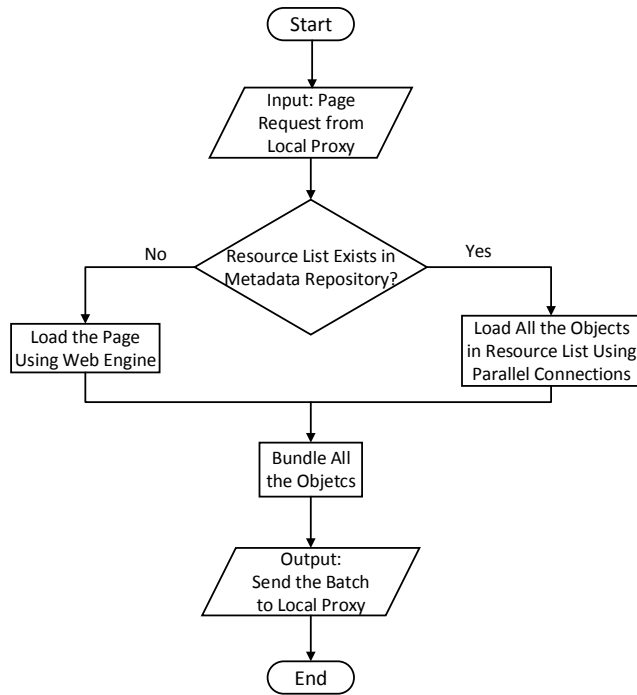 Start
Input: Page
Request from
Local Proxy
Resource List Exists in
Metadata Repository?
No
Yes
Load the Page
Using Web Engine
Load All the Objects
in Resource List Using
Parallel Connections
Bundle All
the Objetcs
Output:
Send the Batch
to Local Proxy
End